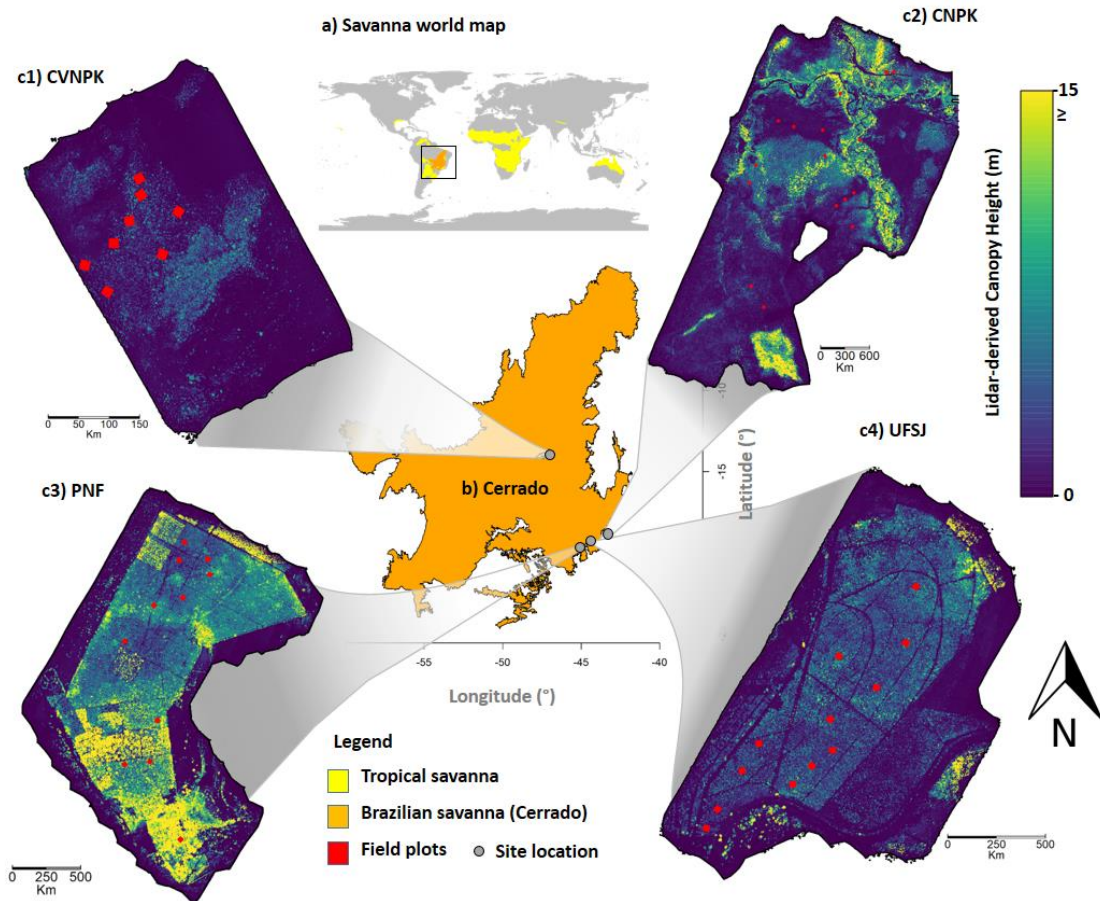 a) Savanna world map
c1) CVNPK
c2) CNPK
≥ 15
Lidar-derived Canopy Height (m)
0
0 50 100 150
Km
0 300 600
Km
b) Cerrado
-10
-15
Latitude (°)
-55 -50 -45 -40
Longitude (°)
c3) PNF
0 250 500
Km
c4) UFSJ
0 250 500
Km
N
Legend
Tropical savanna
Brazilian savanna (Cerrado)
Field plots
Site location